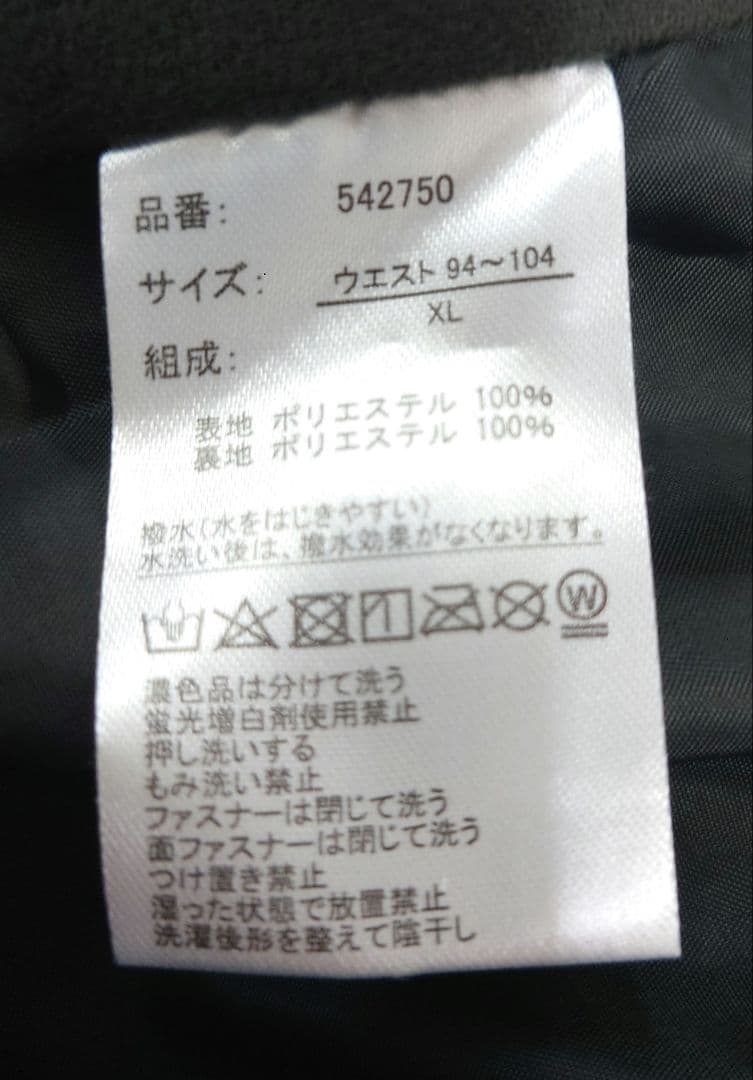 品番: 542750
サイズ: ウエスト 94～104
XL
組成:
表地 ポリエステル 100%
裏地 ポリエステル 100%
撥水(水をはじきやすい)
水洗い後は、撥水効果がなくなります。
W
濃色品は分けて洗う
蛍光増白剤使用禁止
押し洗いする
もみ洗い禁止
ファスナーは閉じて洗う
面ファスナーは閉じて洗う
つけ置き禁止
湿った状態で放置禁止
洗濯後形を整えて陰干し